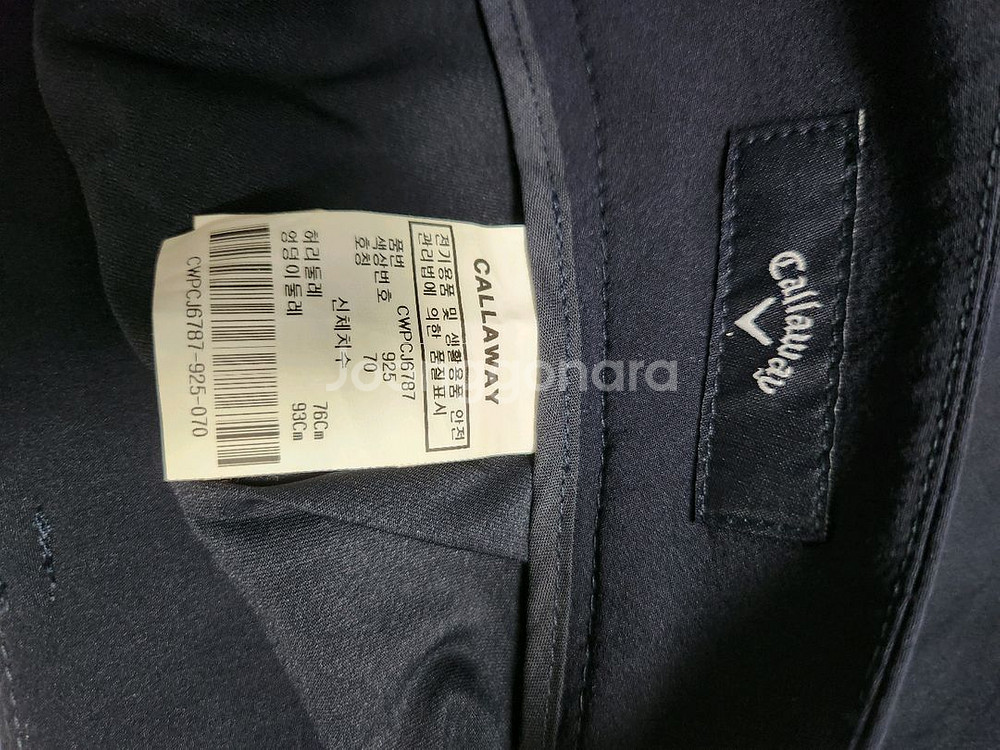 CALLAWAY
전기용품 및 생활용품 안전
관리법에 의한 품질표시
품번 CWPCJ6787
색상번호 925
호칭 70
신체치수
허리둘레 76Cm
엉덩이둘레 93Cm
CWPCJ6787-925-070
Callaway
Joonggonara